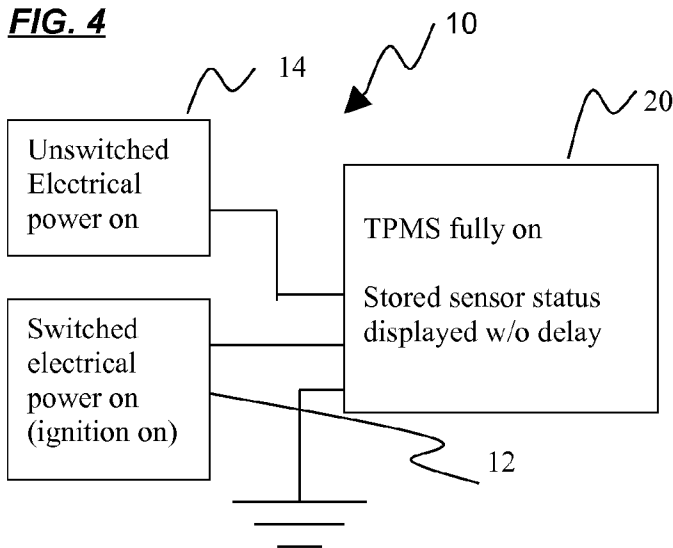 FIG. 4
10
14
20
Unswitched
Electrical
power on
TPMS fully on
Stored sensor status
displayed w/o delay
Switched
electrical
power on
(ignition on)
12